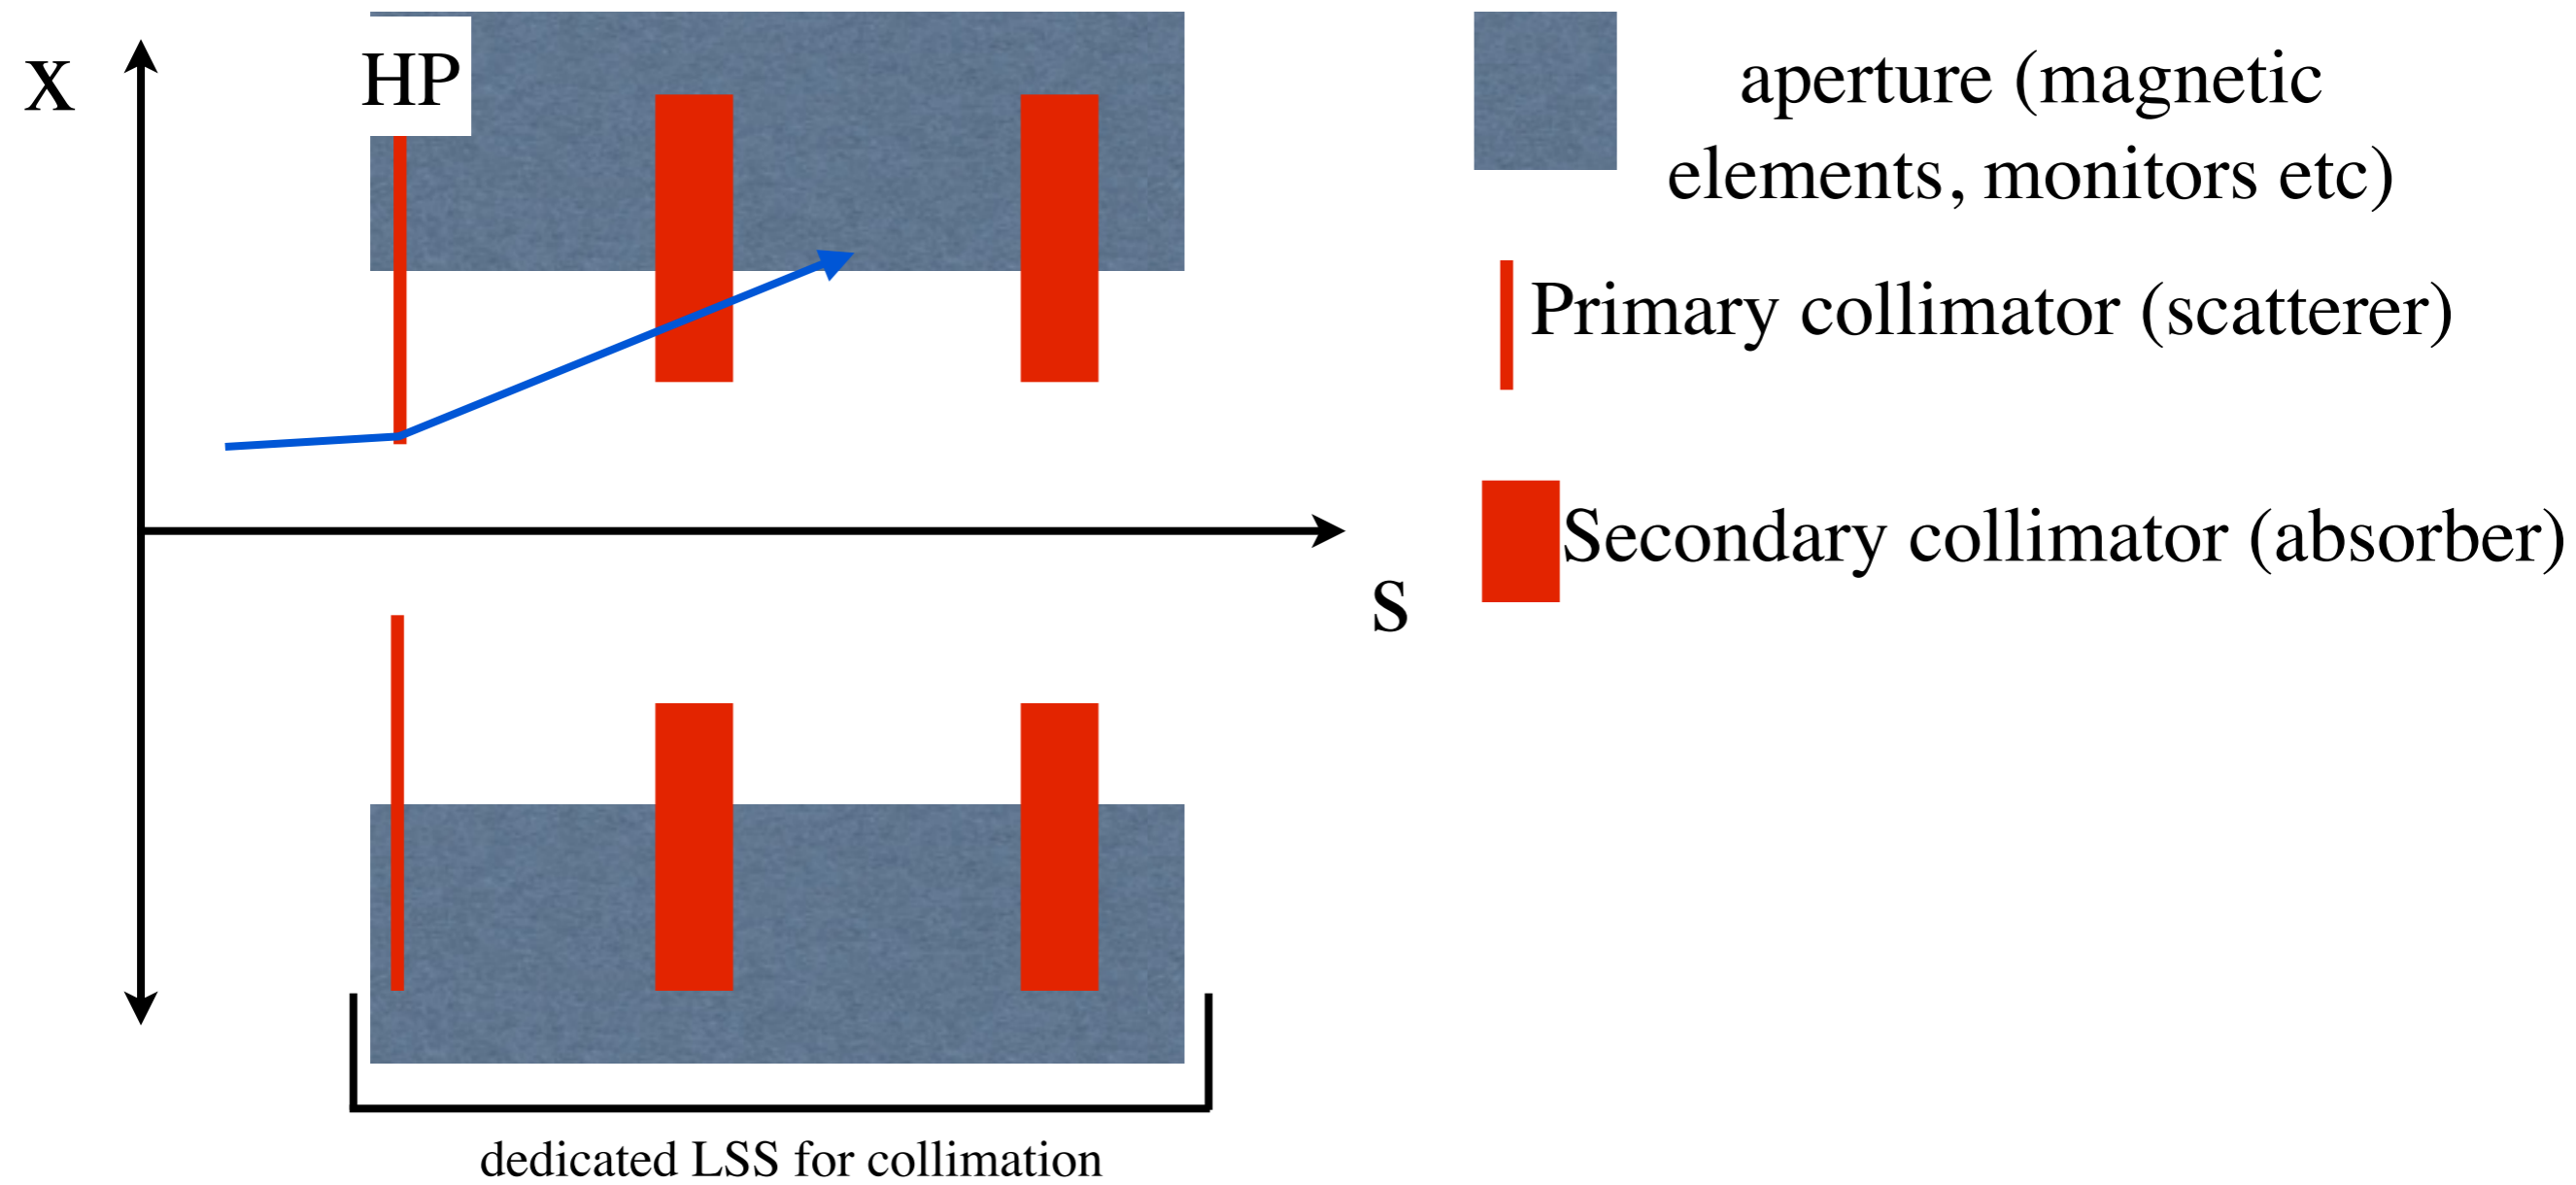 x
HP
aperture (magnetic
elements, monitors etc)
Primary collimator (scatterer)
Secondary collimator (absorber)
s
dedicated LSS for collimation